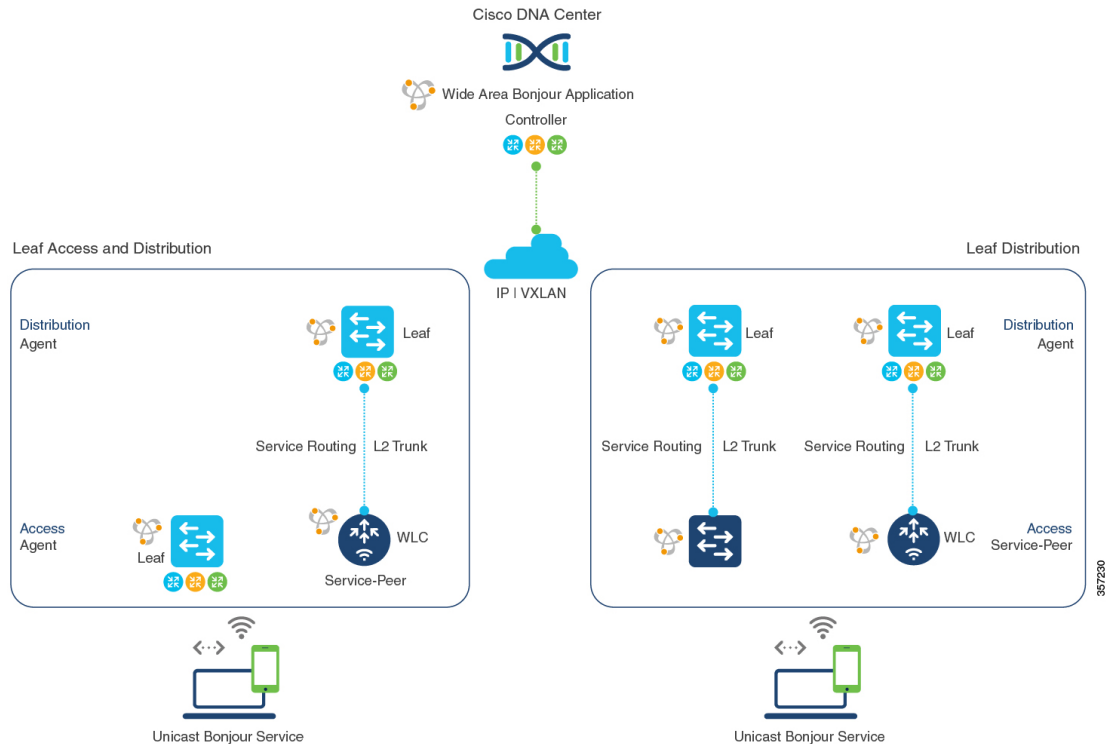 Cisco DNA Center
Wide Area Bonjour Application
Controller
IP | VXLAN
Leaf Access and Distribution
Distribution
Agent
Leaf
Service Routing
L2 Trunk
Access
Agent
Leaf
WLC
Service-Peer
Unicast Bonjour Service
Leaf Distribution
Leaf
Leaf
Distribution
Agent
Service Routing
L2 Trunk
Service Routing
L2 Trunk
WLC
Access
Service-Peer
Unicast Bonjour Service
357230